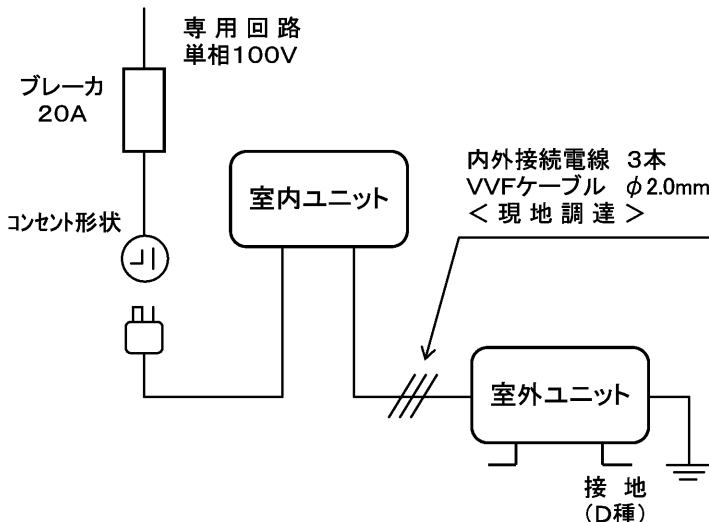 専用回路
単相100V
ブレーカ
20A
コンセント形状
室内ユニット
内外接続電線 3本
VVFケーブル φ2.0mm
＜現地調達＞
室外ユニット
接地
(D種)